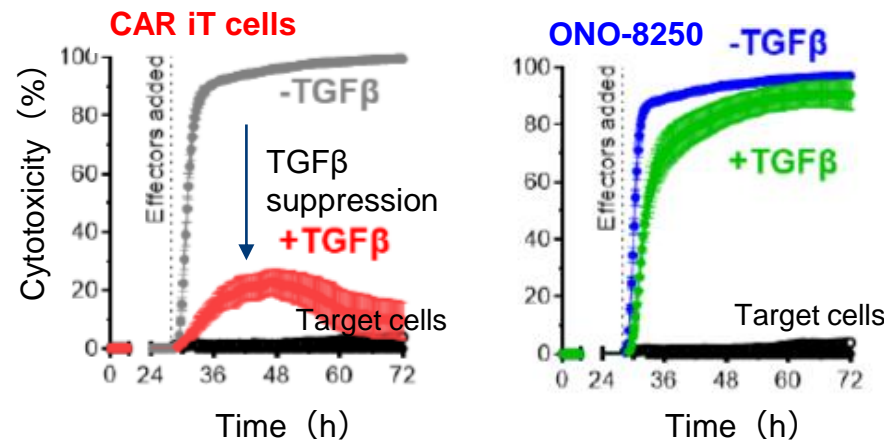 CAR iT cells
Cytotoxicity (%)
100
80
60
40
20
0
Effectors added
-TGFβ
TGFβ
suppression
+TGFβ
Target cells
0 24 36 48 60 72
Time (h)
ONO-8250
100
80
60
40
20
0
Effectors added
-TGFβ
+TGFβ
Target cells
0 24 36 48 60 72
Time (h)